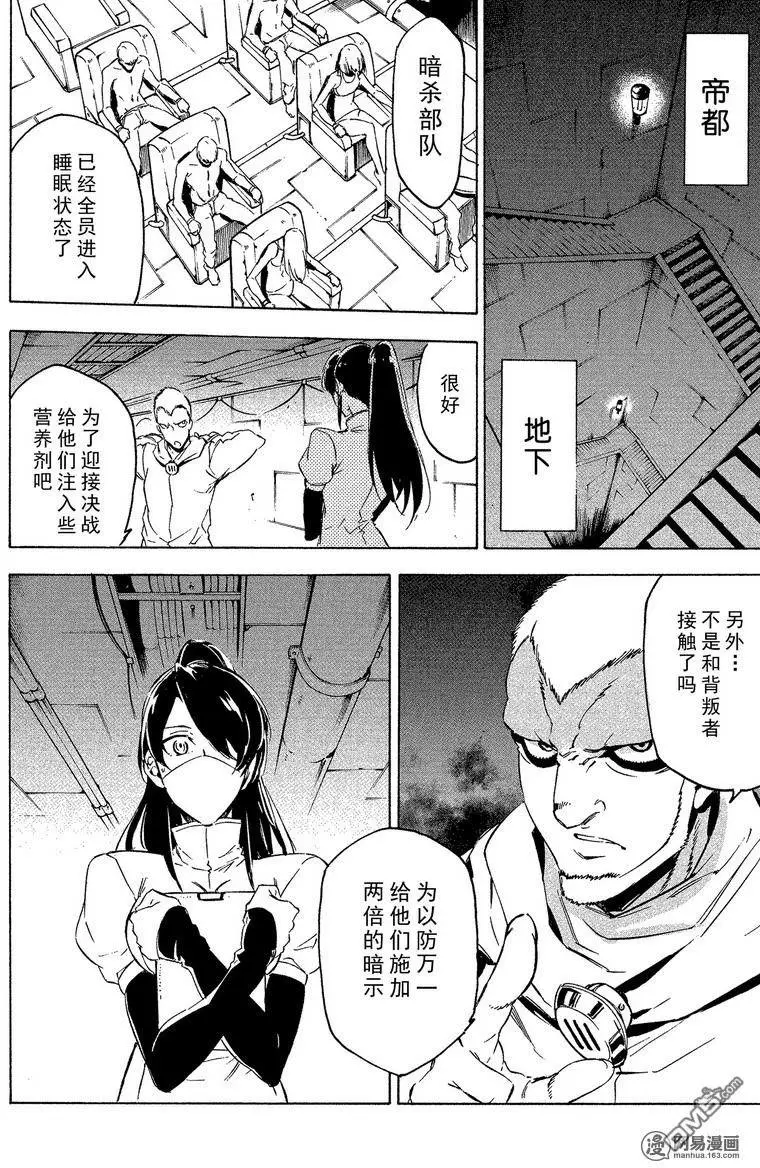 帝都
地下
暗杀部队
已经全员进入
睡眠状态了
很好
为了迎接决战
给他们注入些
营养剂吧
另外…
不是和背叛者
接触了吗
为以防万一
给他们施加
两倍的暗示
DM5.COM
网易漫画
manhua.163.com